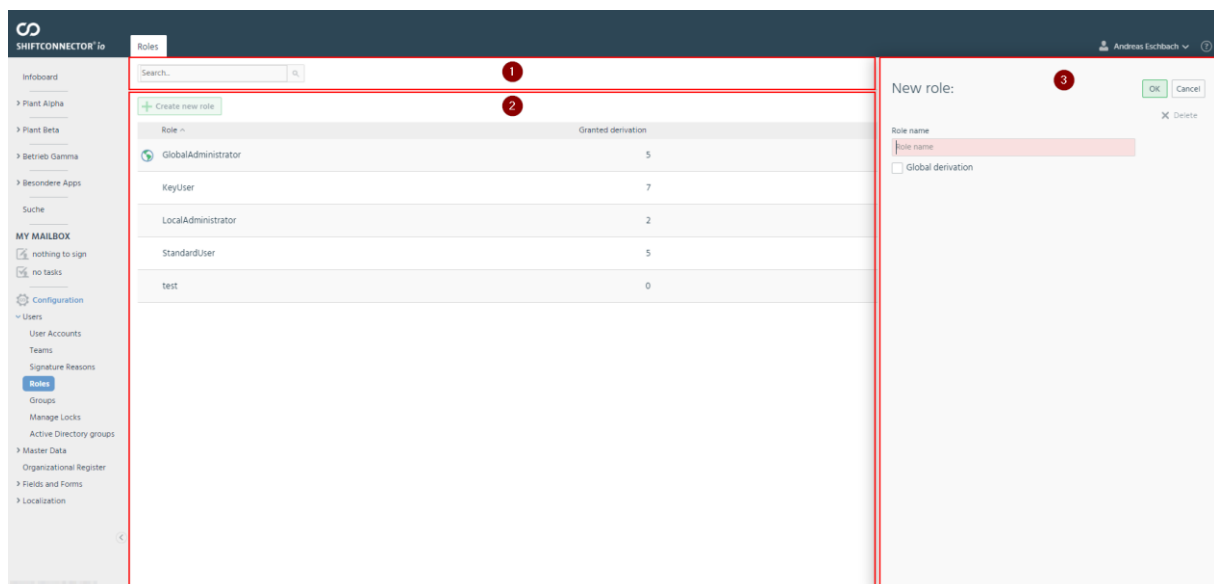 SHIFTCONNECTOR® io
Roles
Andreas Eschbach
?
Infoboard
Plant Alpha
Plant Beta
Betrieb Gamma
Besondere Apps
Suche
MY MAILBOX
nothing to sign
no tasks
Configuration
Users
User Accounts
Teams
Signature Reasons
Roles
Groups
Manage Locks
Active Directory groups
Master Data
Organizational Register
Fields and Forms
Localization
Search..
1
Create new role
2
Role Granted derivation
GlobalAdministrator 5
KeyUser 7
LocalAdministrator 2
StandardUser 5
test 0
3
New role:
OK Cancel
Delete
Role name
Role name
Global derivation